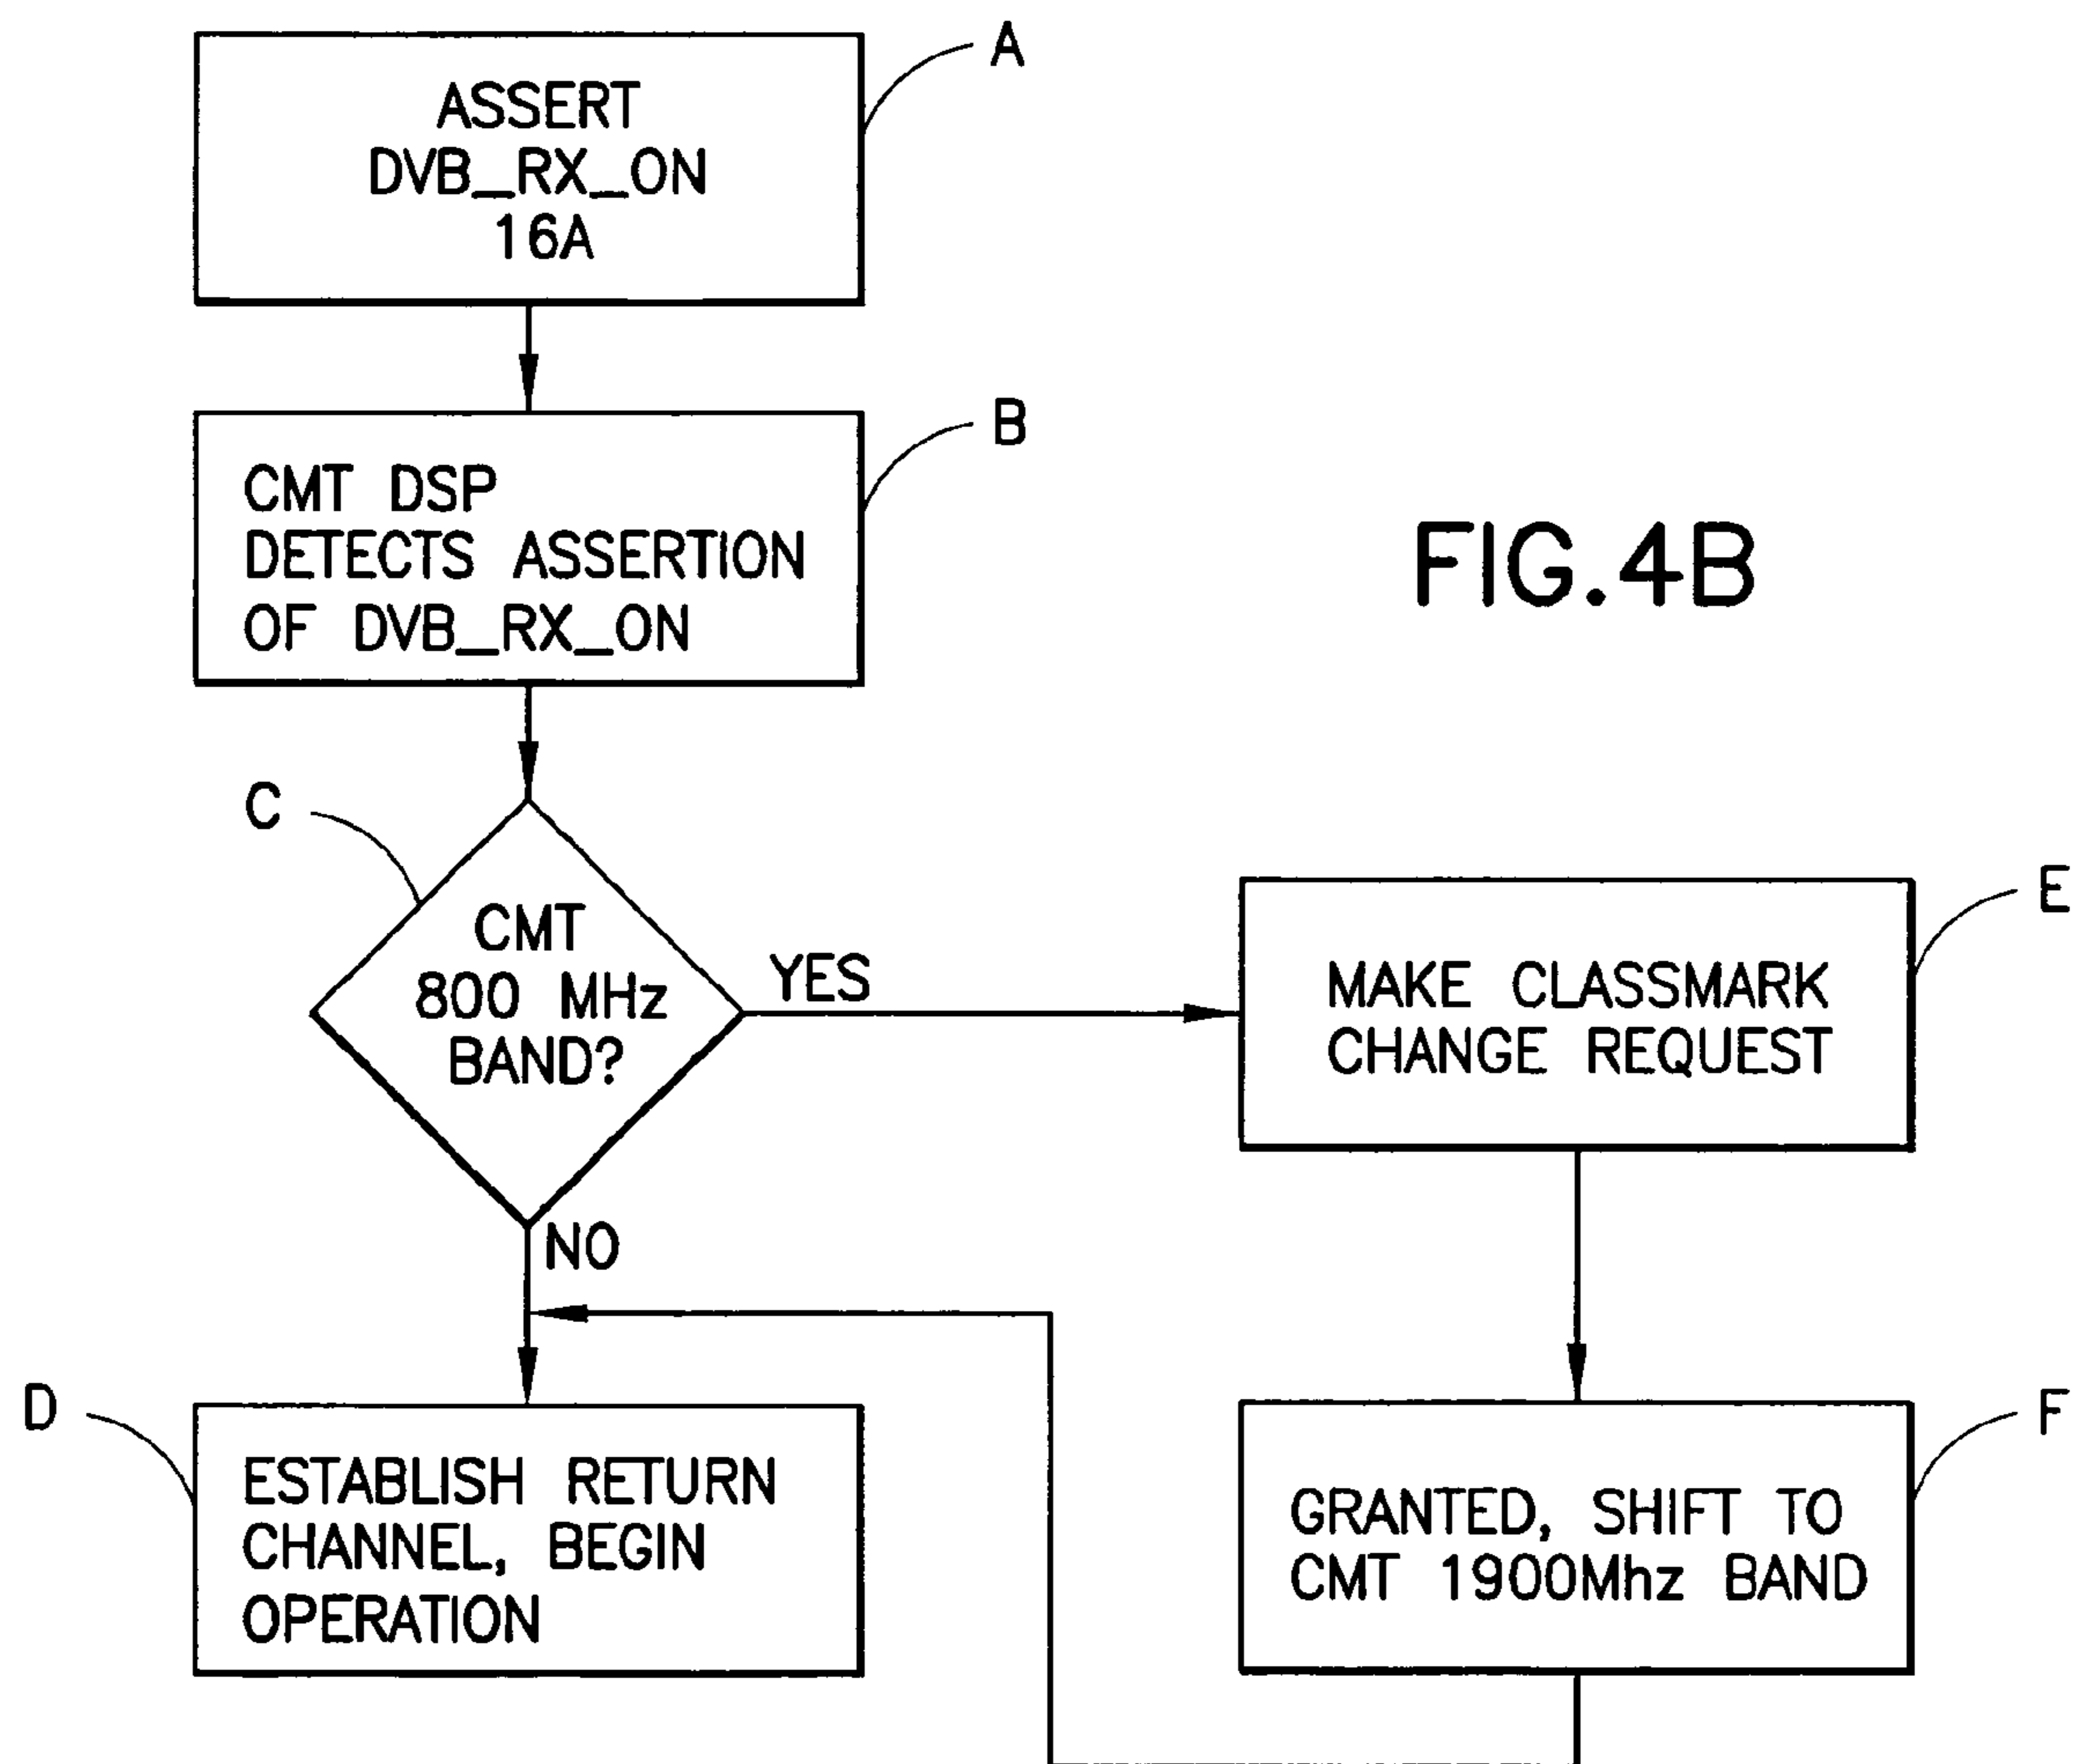 A
ASSERT
DVB_RX_ON
16A
B
CMT DSP
DETECTS ASSERTION
OF DVB_RX_ON
FIG.4B
C
CMT
800 MHz
BAND?
YES
NO
E
MAKE CLASSMARK
CHANGE REQUEST
D
ESTABLISH RETURN
CHANNEL, BEGIN
OPERATION
F
GRANTED, SHIFT TO
CMT 1900Mhz BAND